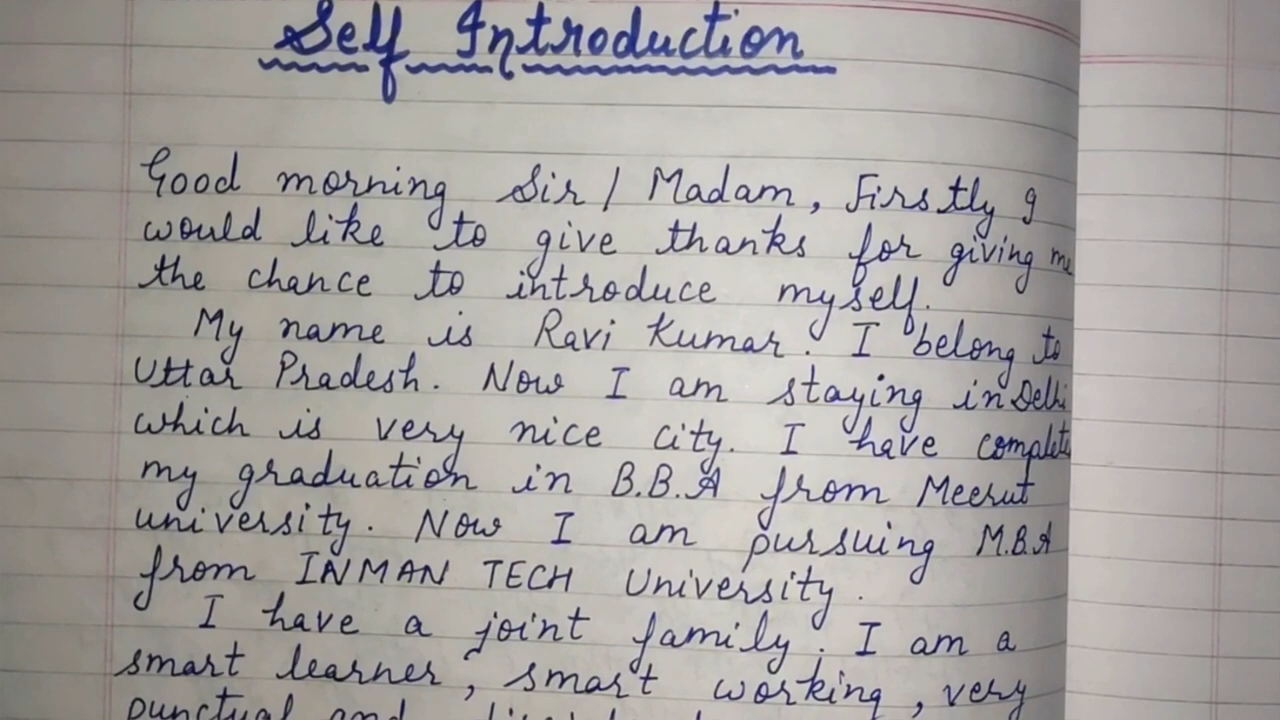 Self Introduction
Good morning Sir / Madam, Firstly I
would like to give thanks for giving me
the chance to introduce myself.
My name is Ravi Kumar. I belong to
Uttar Pradesh. Now I am staying in Delhi
which is very nice city. I have complete
my graduation in B.B.A from Meerut
university. Now I am pursuing M.B.A
from INMAN TECH University.
I have a joint family. I am a
smart learner, smart working, very
punctual and